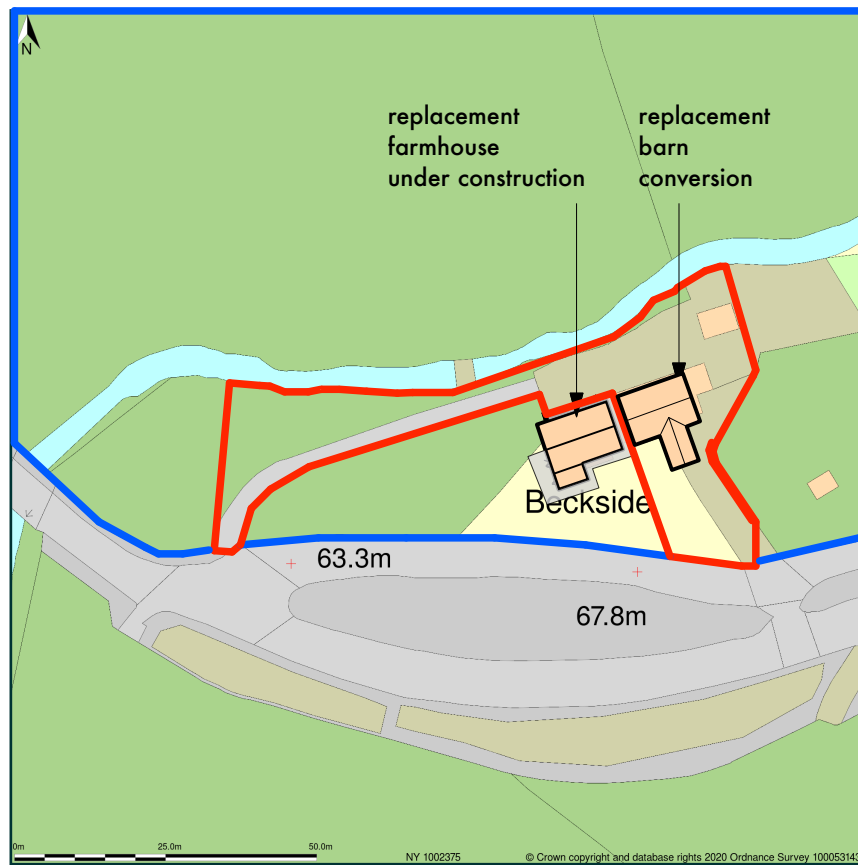 N
replacement
farmhouse
under construction
replacement
barn
conversion
Beckside
63.3m
67.8m
0m 25.0m 50.0m
NY 1002375
© Crown copyright and database rights 2020 Ordnance Survey 10005314